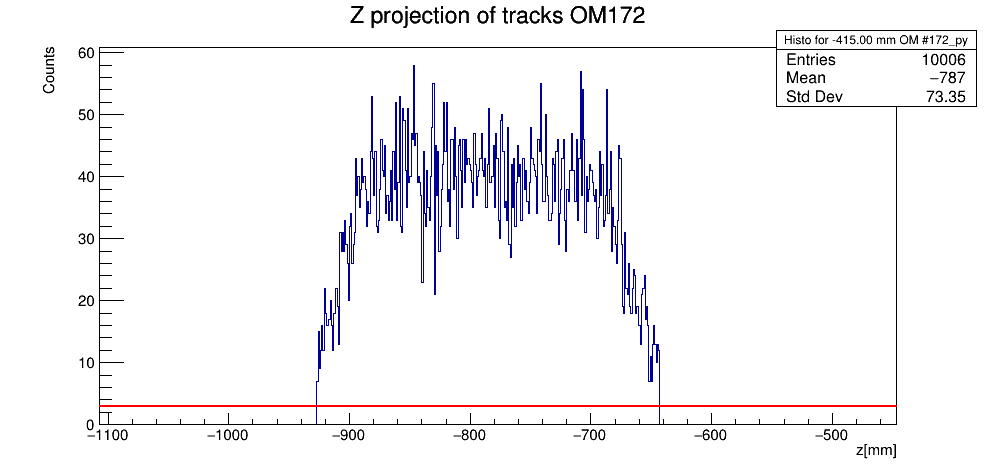 Z projection of tracks OM172
Histo for -415.00 mm OM #172_py
Entries 10006
Mean −787
Std Dev 73.35
Counts
60
50
40
30
20
10
0
−1100 −1000 −900 −800 −700 −600 −500
z[mm]